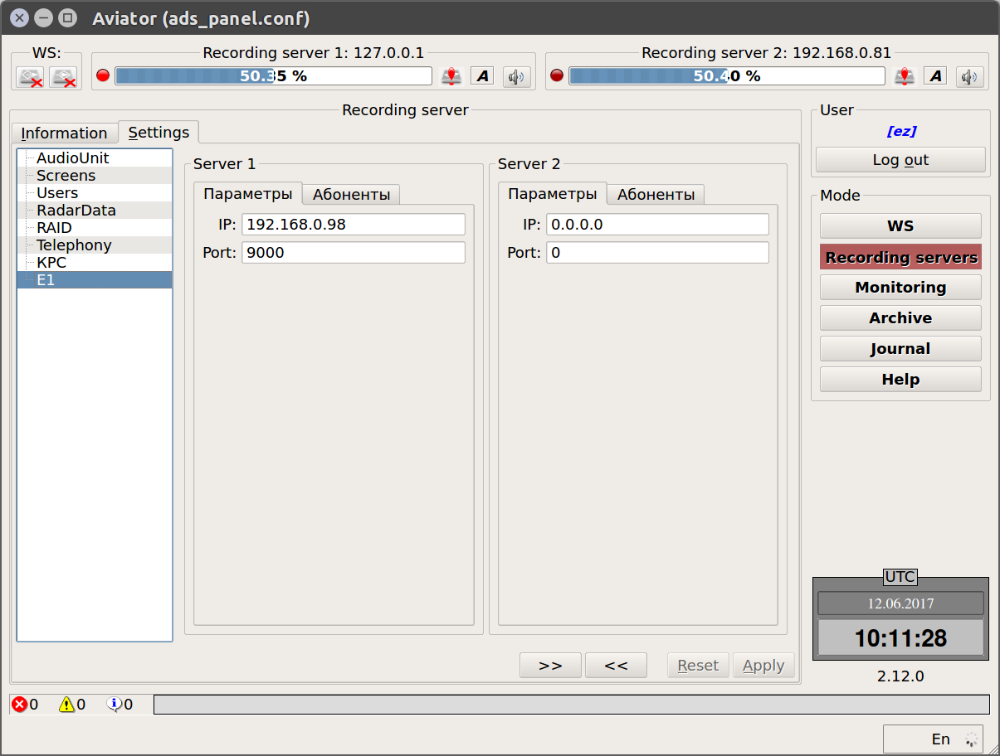 Aviator (ads_panel.conf)
WS:
Recording server 1: 127.0.0.1
50.35 %
A
Recording server 2: 192.168.0.81
50.40 %
A
Recording server
Information
Settings
AudioUnit
Screens
Users
RadarData
RAID
Telephony
КРС
E1
Server 1
Параметры
Абоненты
IP:
192.168.0.98
Port:
9000
Server 2
Параметры
Абоненты
IP:
0.0.0.0
Port:
0
>>
<<
Reset
Apply
User
[ez]
Log out
Mode
WS
Recording servers
Monitoring
Archive
Journal
Help
UTC
12.06.2017
10:11:28
2.12.0
0
0
0
En